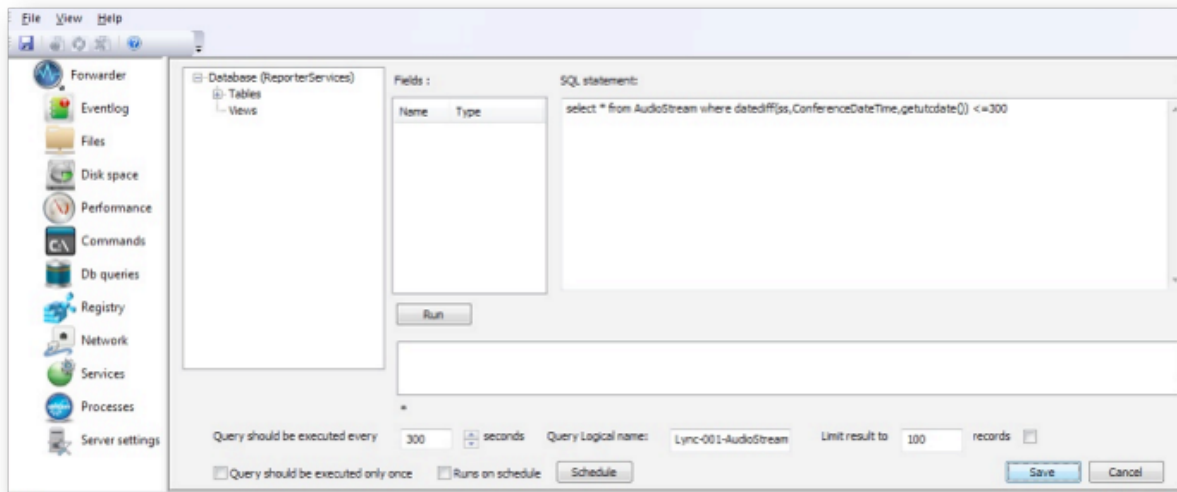 File View Help
Forwarder
Eventlog
Files
Disk space
Performance
Commands
Db queries
Registry
Network
Services
Processes
Server settings
Database (ReporterServices)
Tables
Views
Fields :
Name Type
SQL statement:
select * from AudioStream where datediff(ss,ConferenceDateTime,getutcdate()) <=300
Run
*
Query should be executed every 300 seconds Query Logical name: Lync-001-AudioStream Limit result to 100 records
Query should be executed only once Runs on schedule Schedule Save Cancel